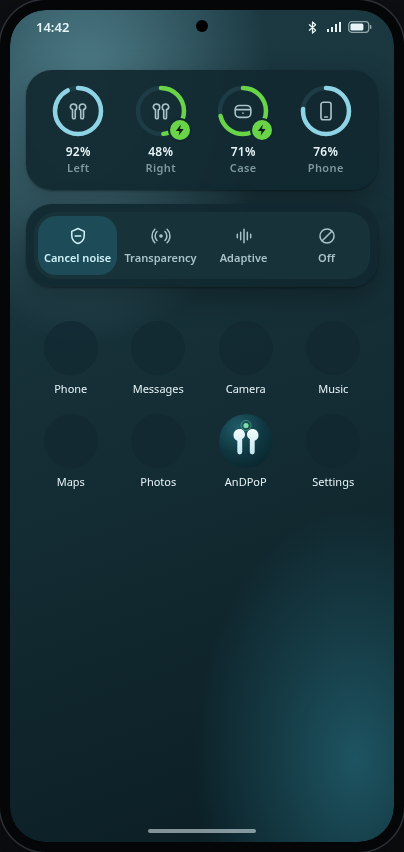 14:42
92% 48% 71% 76%
Left Right Case Phone
Cancel noise Transparency Adaptive Off
Phone Messages Camera Music
Maps Photos AnDPoP Settings